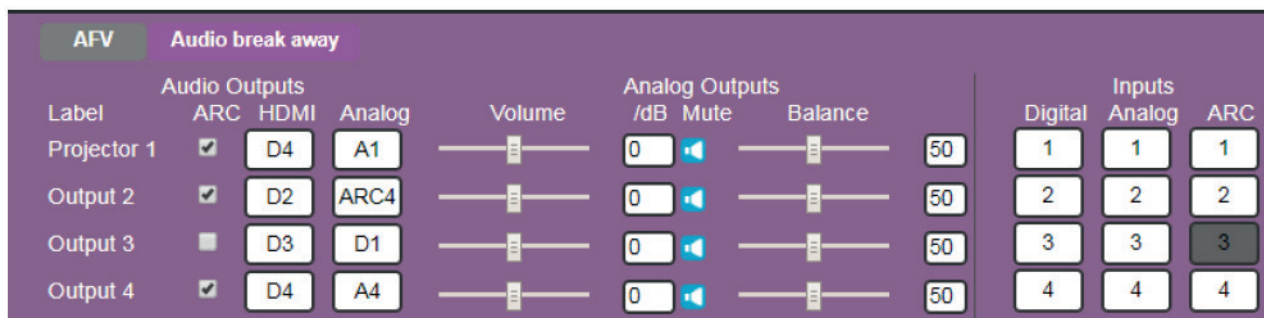 AFV Audio break away
Audio Outputs Analog Outputs Inputs
Label ARC HDMI Analog Volume /dB Mute Balance Digital Analog ARC
Projector 1 D4 A1 0 50 1 1 1
Output 2 D2 ARC4 0 50 2 2 2
Output 3 D3 D1 0 50 3 3 3
Output 4 D4 A4 0 50 4 4 4